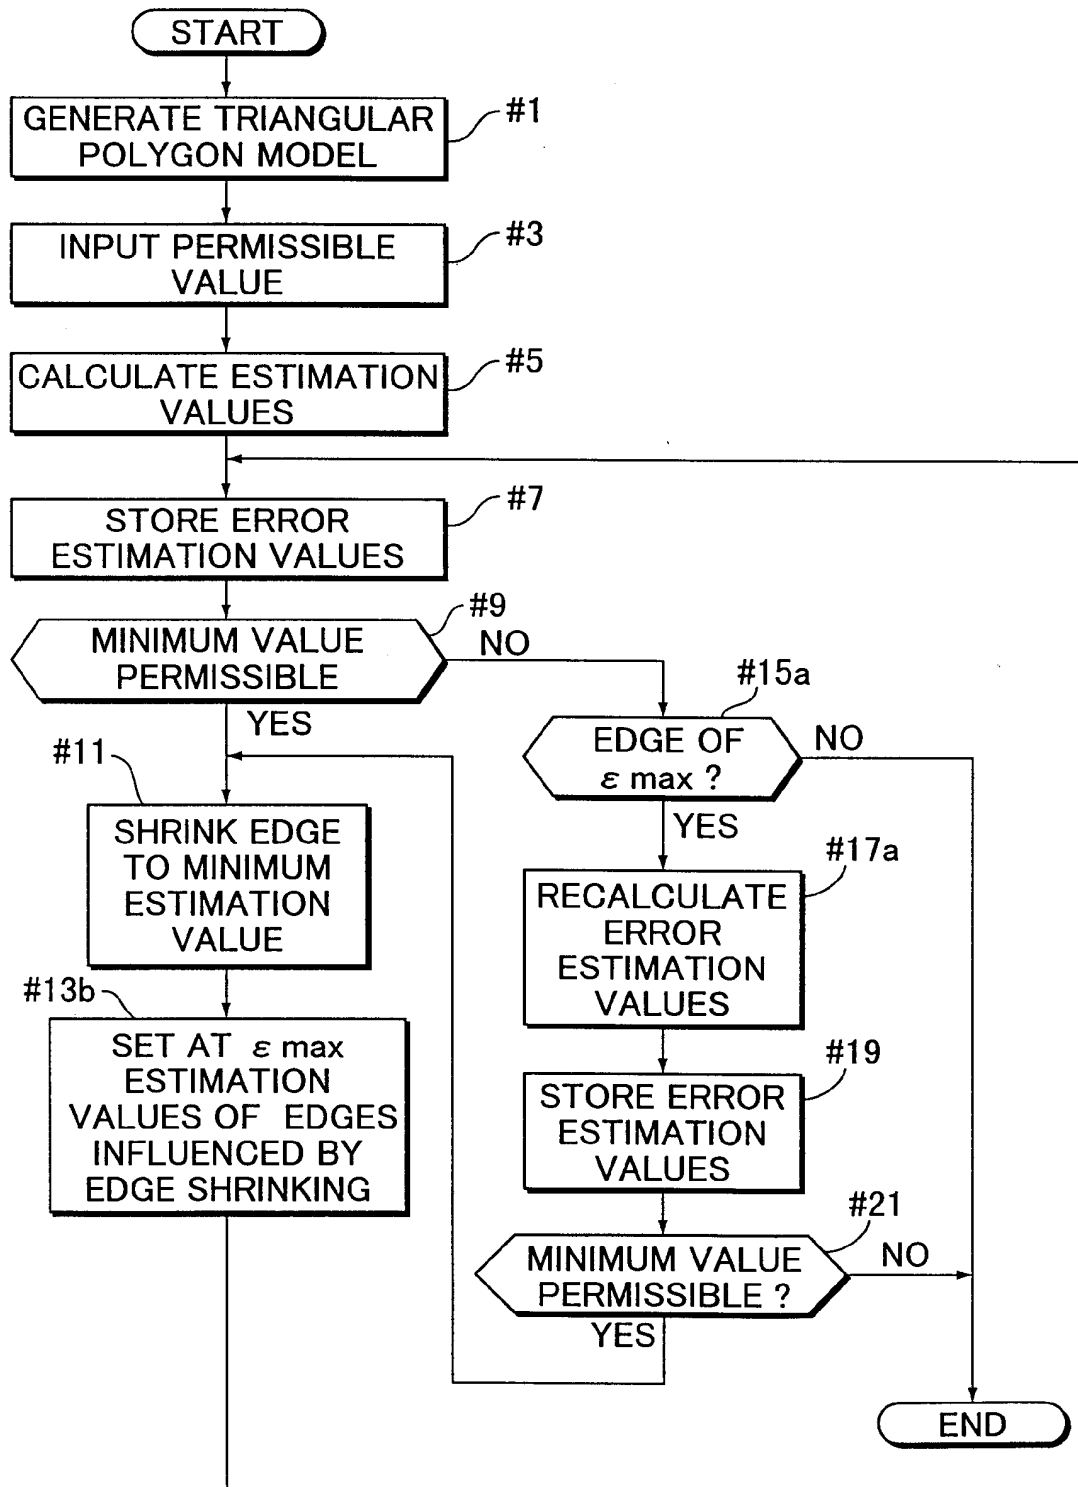 START
GENERATE TRIANGULAR
POLYGON MODEL
#1
INPUT PERMISSIBLE
VALUE
#3
CALCULATE ESTIMATION
VALUES
#5
STORE ERROR
ESTIMATION VALUES
#7
MINIMUM VALUE
PERMISSIBLE
#9
NO
YES
#11
SHRINK EDGE
TO MINIMUM
ESTIMATION
VALUE
#13b
SET AT ε max
ESTIMATION
VALUES OF EDGES
INFLUENCED BY
EDGE SHRINKING
#15a
EDGE OF
ε max ?
NO
YES
#17a
RECALCULATE
ERROR
ESTIMATION
VALUES
#19
STORE ERROR
ESTIMATION
VALUES
#21
MINIMUM VALUE
PERMISSIBLE ?
NO
YES
END